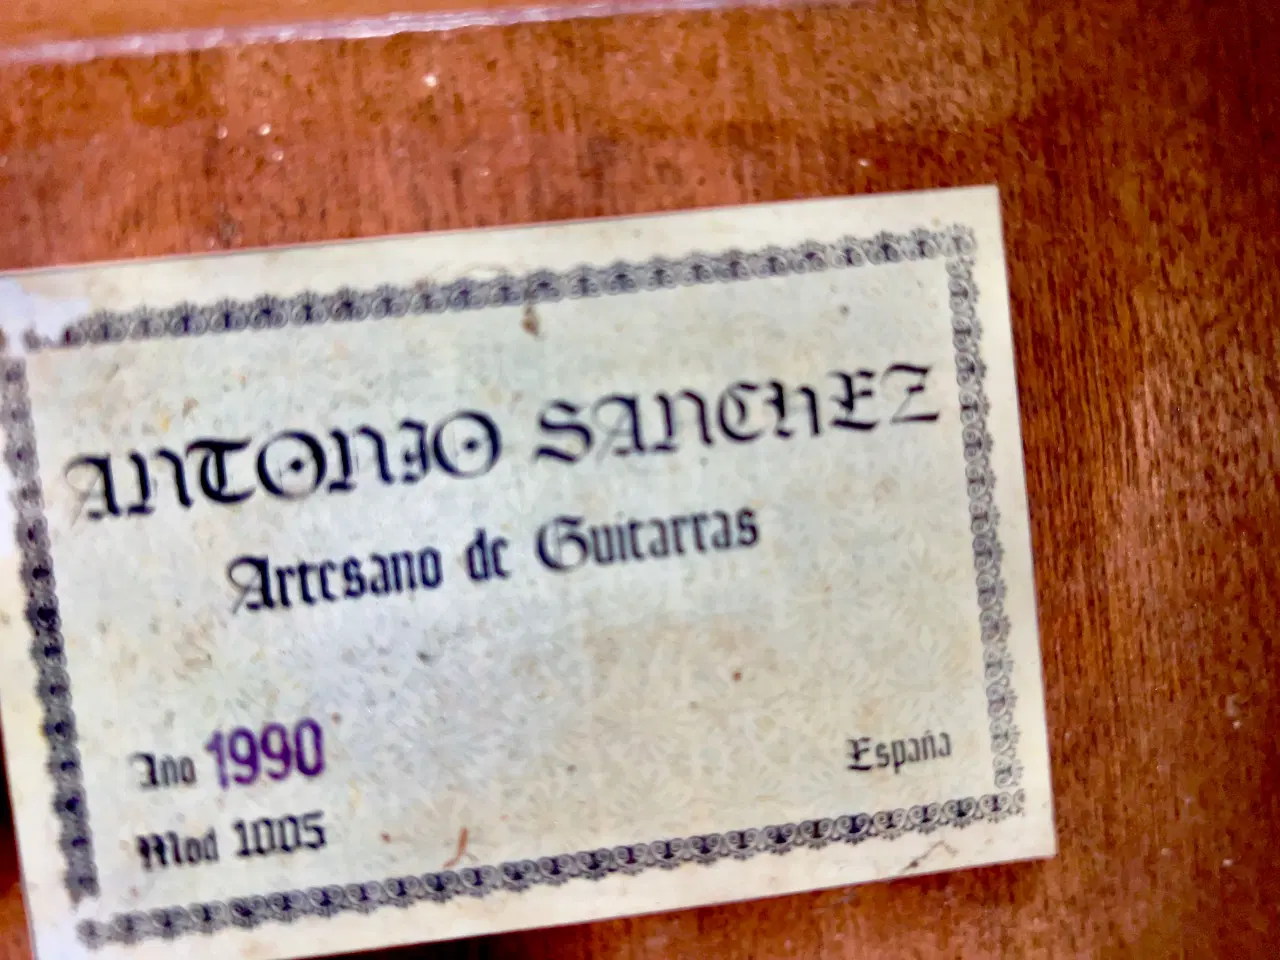 ANTONIO SANCHEZ
Artesano de Guitarras
Año 1990
España
Mod 1005